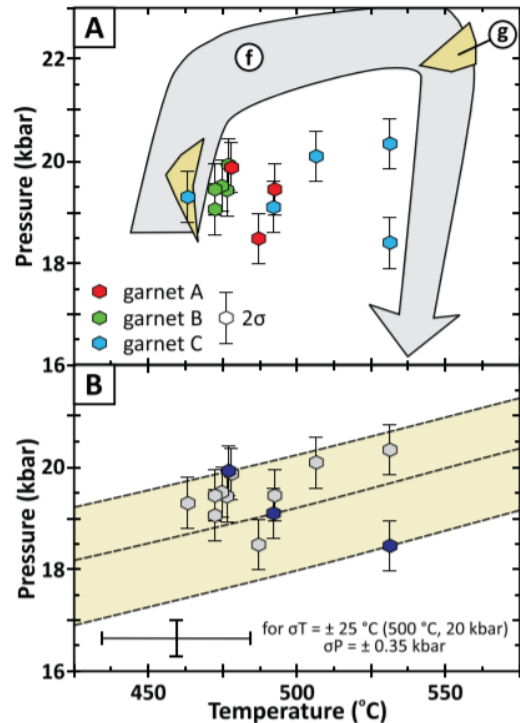 A
f
g
22
20
18
16
Pressure (kbar)
garnet A
garnet B
garnet C
2σ
B
22
20
18
16
Pressure (kbar)
for σT = ± 25 °C (500 °C, 20 kbar)
σP = ± 0.35 kbar
450
500
550
Temperature (°C)